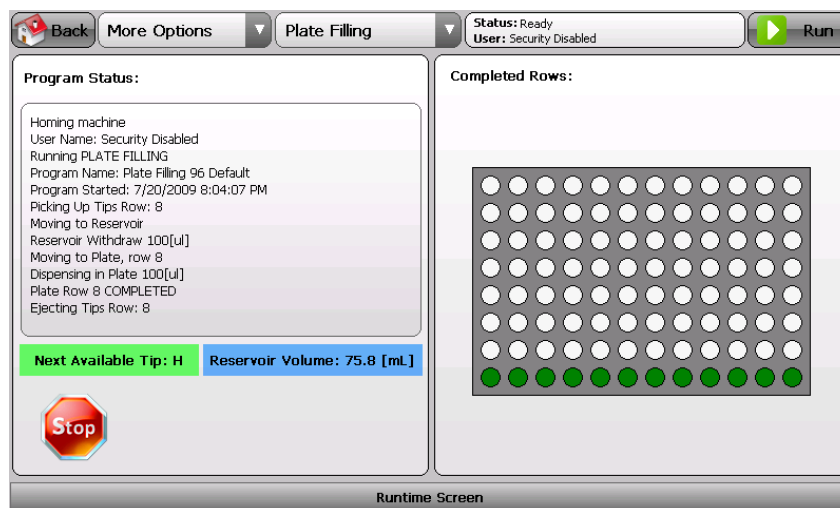 Back
More Options
Plate Filling
Status: Ready
User: Security Disabled
Run
Program Status:
Homing machine
User Name: Security Disabled
Running PLATE FILLING
Program Name: Plate Filling 96 Default
Program Started: 7/20/2009 8:04:07 PM
Picking Up Tips Row: 8
Moving to Reservoir
Reservoir Withdraw 100[ul]
Moving to Plate, row 8
Dispensing in Plate 100[ul]
Plate Row 8 COMPLETED
Ejecting Tips Row: 8
Next Available Tip: H
Reservoir Volume: 75.8 [mL]
Stop
Completed Rows:
Runtime Screen